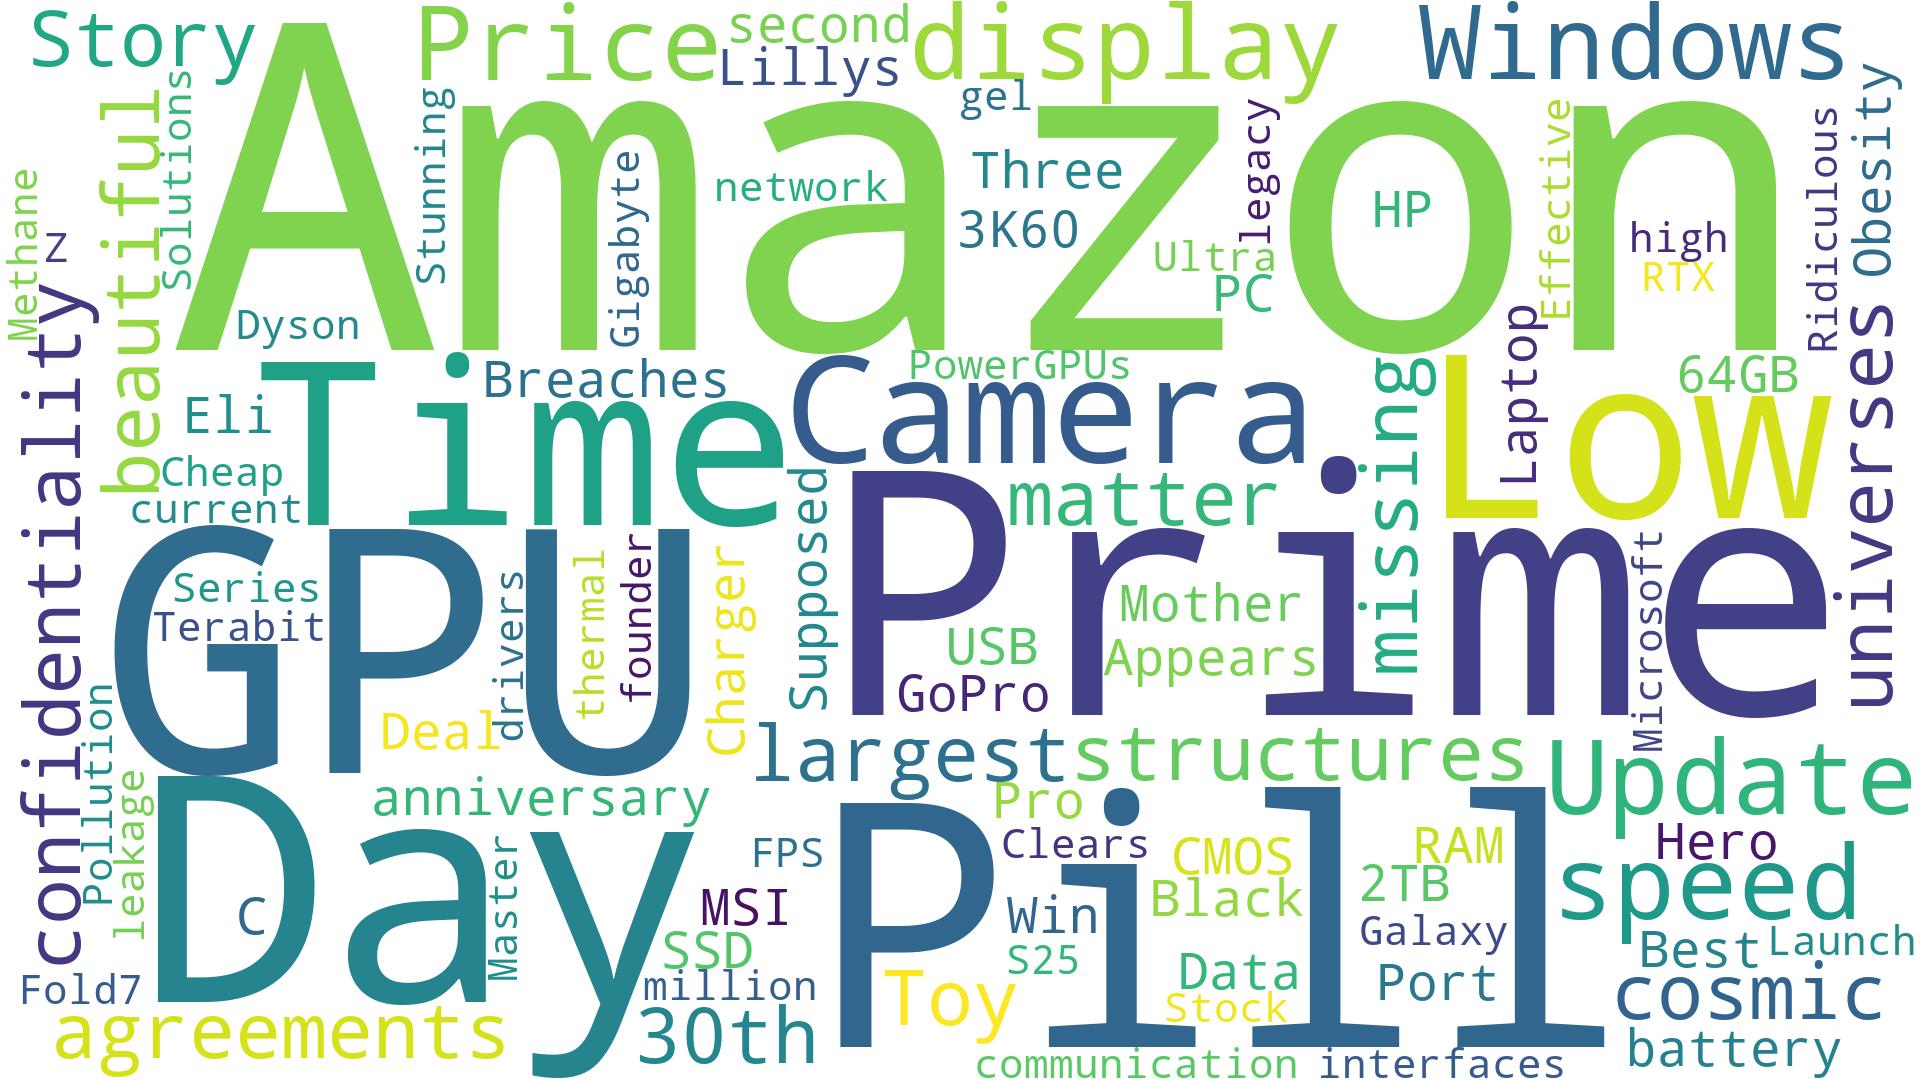 Story
Price
second
Lillys
display
Windows
Amazon
beautiful
Solutions
Stunning
Gigabyte
network
gel
Three
3K60
legacy
Ultra
PC
HP
Effective
high
RTX
Ridiculous
Obesity
Methane
Z
confidentiality
Dyson
Time
Breaches
Eli
Cheap
current
Camera
PowerGPUs
missing
Low
Laptop
64GB
universes
matter
Supposed
Prime
GPU
Series
Terabit
drivers
thermal
founder
Charger
Deal
Mother
Appears
USB
GoPro
Microsoft
Pollution
leakage
largest
structures
Update
Day
anniversary
Master
C
Pill
Pro
Clears
FPS
MSI
SSD
million
30th
Win
S25
Toy
CMOS
Black
RAM
2TB
Galaxy
Data
Stock
Port
Hero
speed
Best
Launch
cosmic
battery
Fold7
agreements
communication
interfaces